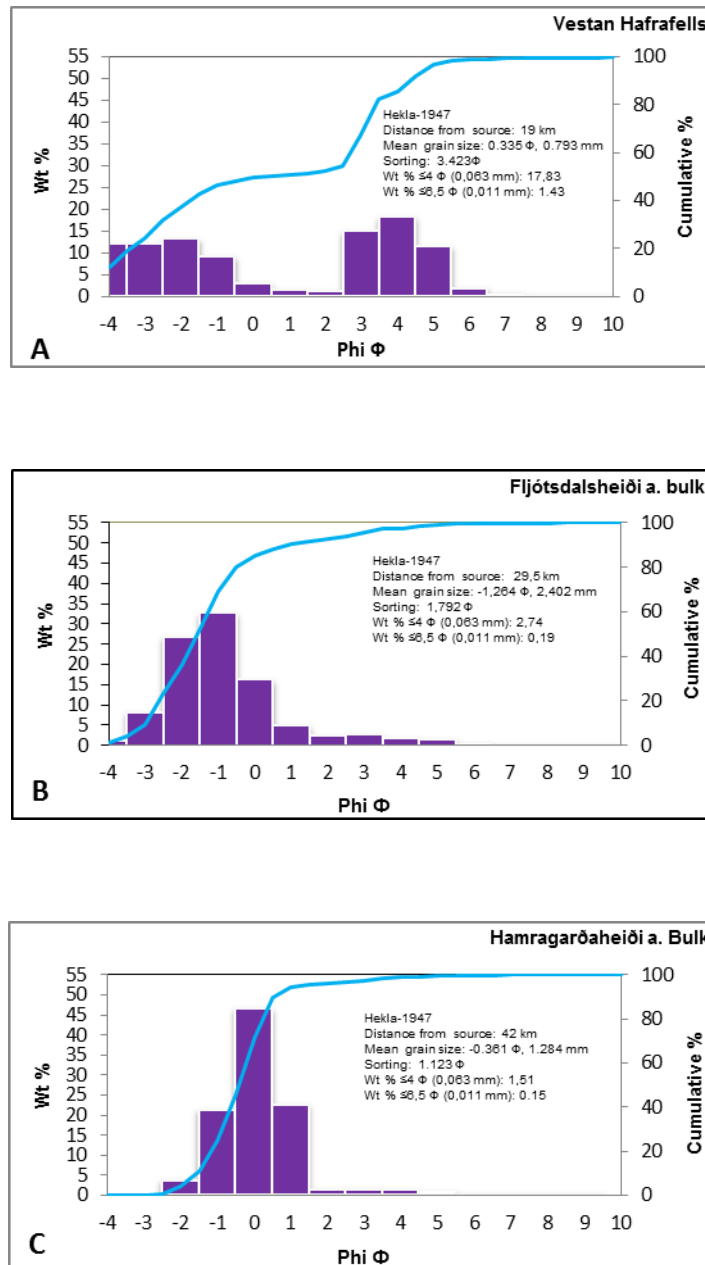 Vestan Hafrafells
55
50
45
40
35
30
25
20
15
10
5
0
Wt %
100
80
60
40
20
0
Cumulative %
Hekla-1947
Distance from source: 19 km
Mean grain size: 0.335 Φ, 0.793 mm
Sorting: 3.423Φ
Wt % ≤4 Φ (0,063 mm): 17,83
Wt % ≤6,5 Φ (0,011 mm): 1.43
-4 -3 -2 -1 0 1 2 3 4 5 6 7 8 9 10
Phi Φ
A
Fljótsdalsheiði a. bulk
55
50
45
40
35
30
25
20
15
10
5
0
Wt %
100
80
60
40
20
0
Cumulative %
Hekla-1947
Distance from source: 29,5 km
Mean grain size: -1,264 Φ, 2,402 mm
Sorting: 1,792 Φ
Wt % ≤4 Φ (0,063 mm): 2,74
Wt % ≤6,5 Φ (0,011 mm): 0,19
-4 -3 -2 -1 0 1 2 3 4 5 6 7 8 9 10
Phi Φ
B
Hamragarðaheiði a. Bulk
55
50
45
40
35
30
25
20
15
10
5
0
Wt %
100
80
60
40
20
0
Cumulative %
Hekla-1947
Distance from source: 42 km
Mean grain size: -0.361 Φ, 1.284 mm
Sorting: 1.123 Φ
Wt % ≤4 Φ (0,063 mm): 1,51
Wt % ≤6,5 Φ (0,011 mm): 0.15
-4 -3 -2 -1 0 1 2 3 4 5 6 7 8 9 10
Phi Φ
C